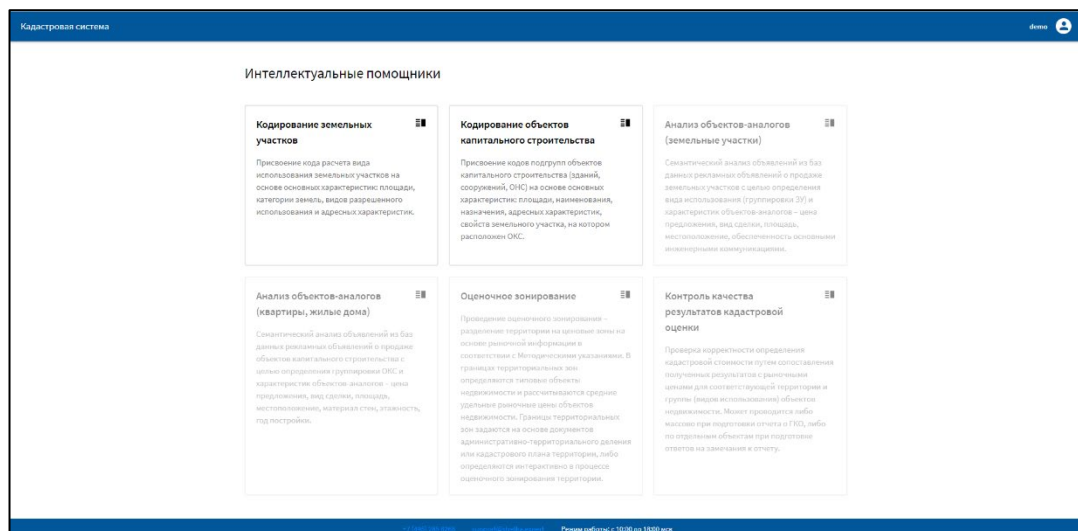 Кадастровая система
demo
Интеллектуальные помощники
Кодирование земельных
участков
Присвоение кода расчета вида
использования земельных участков на
основе основных характеристик: площади,
категории земель, видов разрешенного
использования и адресных характеристик.
Кодирование объектов
капитального строительства
Присвоение кодов подгрупп объектов
капитального строительства (зданий,
сооружений, ОНС) на основе основных
характеристик: площади, наименования,
назначения, адресных характеристик,
свойств земельного участка, на котором
расположен ОКС.
Анализ объектов-аналогов
(земельные участки)
Семантический анализ объявлений из баз
данных рекламных объявлений о продаже
земельных участков с целью определения
вида использования (группировки ЗУ) и
характеристик объектов-аналогов – цена
предложения, вид сделки, площадь,
местоположение, обеспеченность основными
инженерными коммуникациями.
Анализ объектов-аналогов
(квартиры, жилые дома)
Семантический анализ объявлений из баз
данных рекламных объявлений о продаже
объектов капитального строительства с
целью определения группировки ОКС и
характеристик объектов-аналогов – цена
предложения, вид сделки, площадь,
местоположение, материал стен, этажность,
год постройки.
Оценочное зонирование
Проведение оценочного зонирования –
разделение территории на ценовые зоны на
основе рыночной информации в
соответствии с Методическими указаниями. В
границах территориальных зон
определяются типовые объекты
недвижимости и рассчитываются средние
удельные рыночные цены объектов
недвижимости. Границы территориальных
зон задаются на основе документов
административно-территориального деления
или кадастрового плана территории, либо
определяются интерактивно в процессе
оценочного зонирования территории.
Контроль качества
результатов кадастровой
оценки
Проверка корректности определения
кадастровой стоимости путем сопоставления
полученных результатов с рыночными
ценами для соответствующей территории и
группы (видов использования) объектов
недвижимости. Может проводится либо
массово при подготовке отчета о ГКО, либо
по отдельным объектам при подготовке
ответов на замечания к отчету.
Режим работы: с 10:00 до 18:00 мск